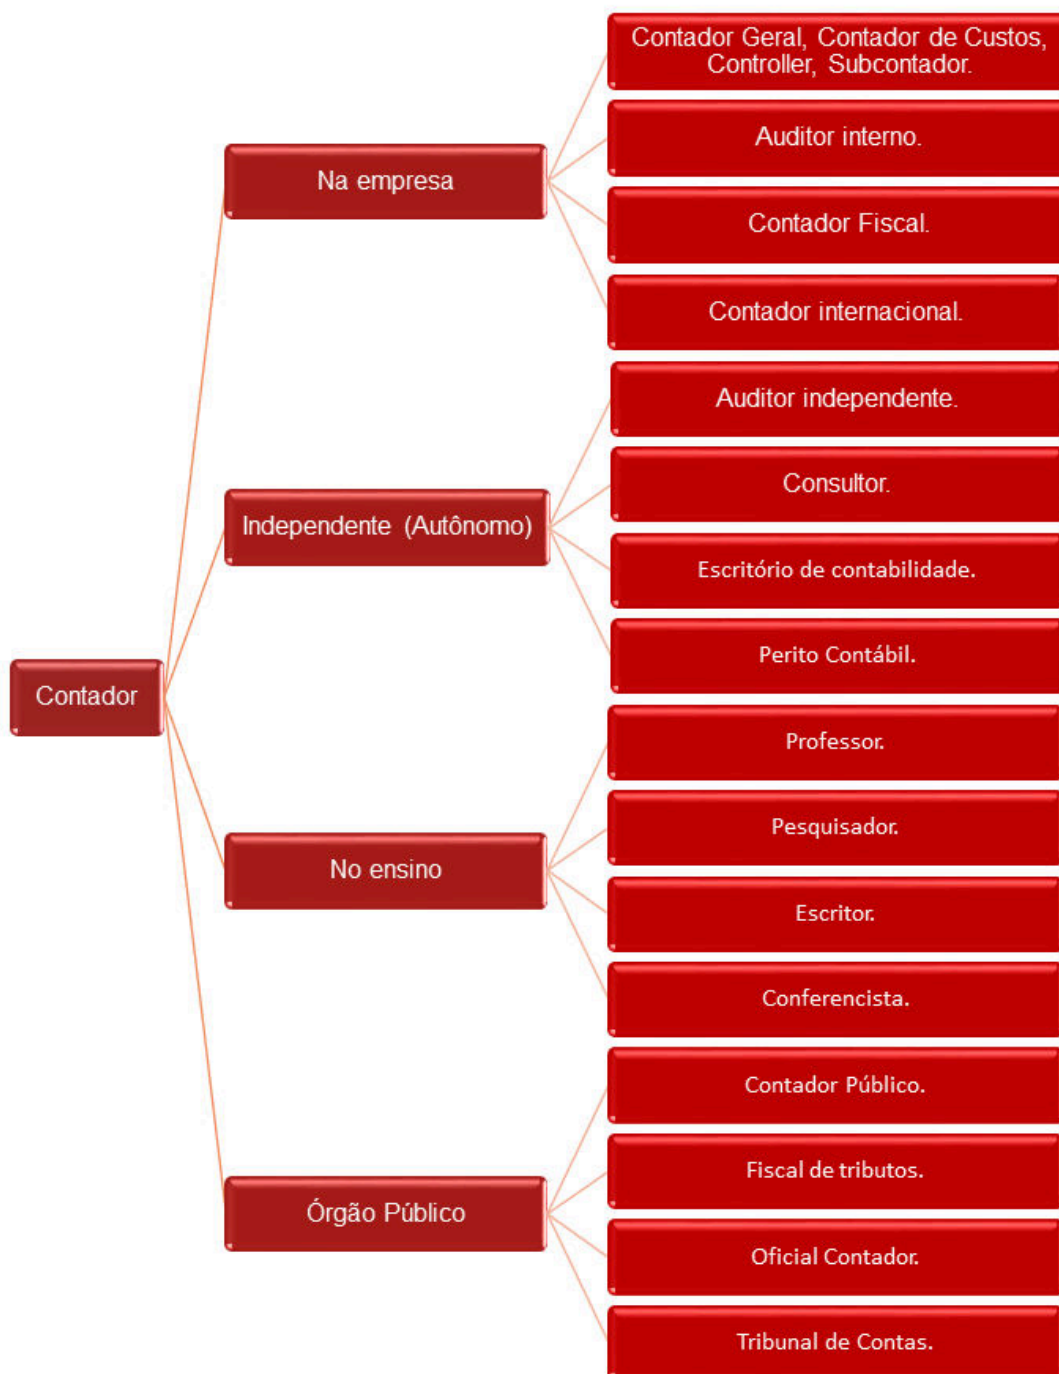 Contador
Na empresa
Contador Geral, Contador de Custos,
Controller, Subcontador.
Auditor interno.
Contador Fiscal.
Contador internacional.
Independente (Autônomo)
Auditor independente.
Consultor.
Escritório de contabilidade.
Perito Contábil.
No ensino
Professor.
Pesquisador.
Escritor.
Conferencista.
Órgão Público
Contador Público.
Fiscal de tributos.
Oficial Contador.
Tribunal de Contas.